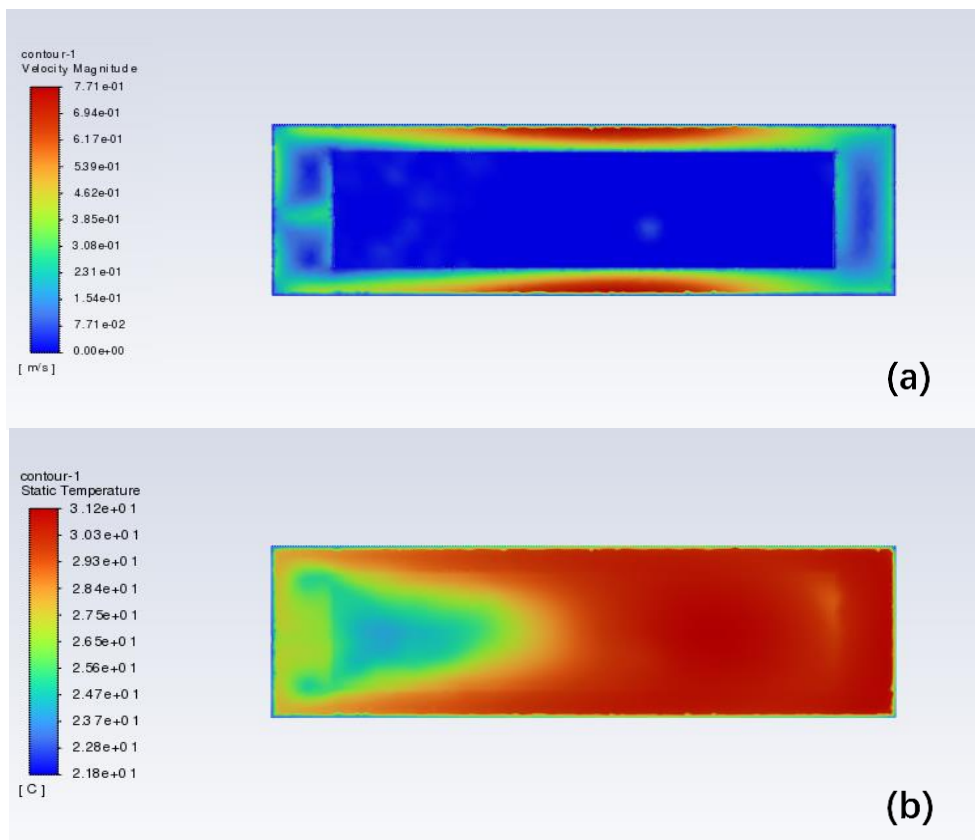 contour-1
Velocity Magnitude
7.71e-01
6.94e-01
6.17e-01
5.39e-01
4.62e-01
3.85e-01
3.08e-01
2.31e-01
1.54e-01
7.71e-02
0.00e+00
[ m/s ]
(a)
contour-1
Static Temperature
3.12e+01
3.03e+01
2.93e+01
2.84e+01
2.75e+01
2.65e+01
2.56e+01
2.47e+01
2.37e+01
2.28e+01
2.18e+01
[ C ]
(b)